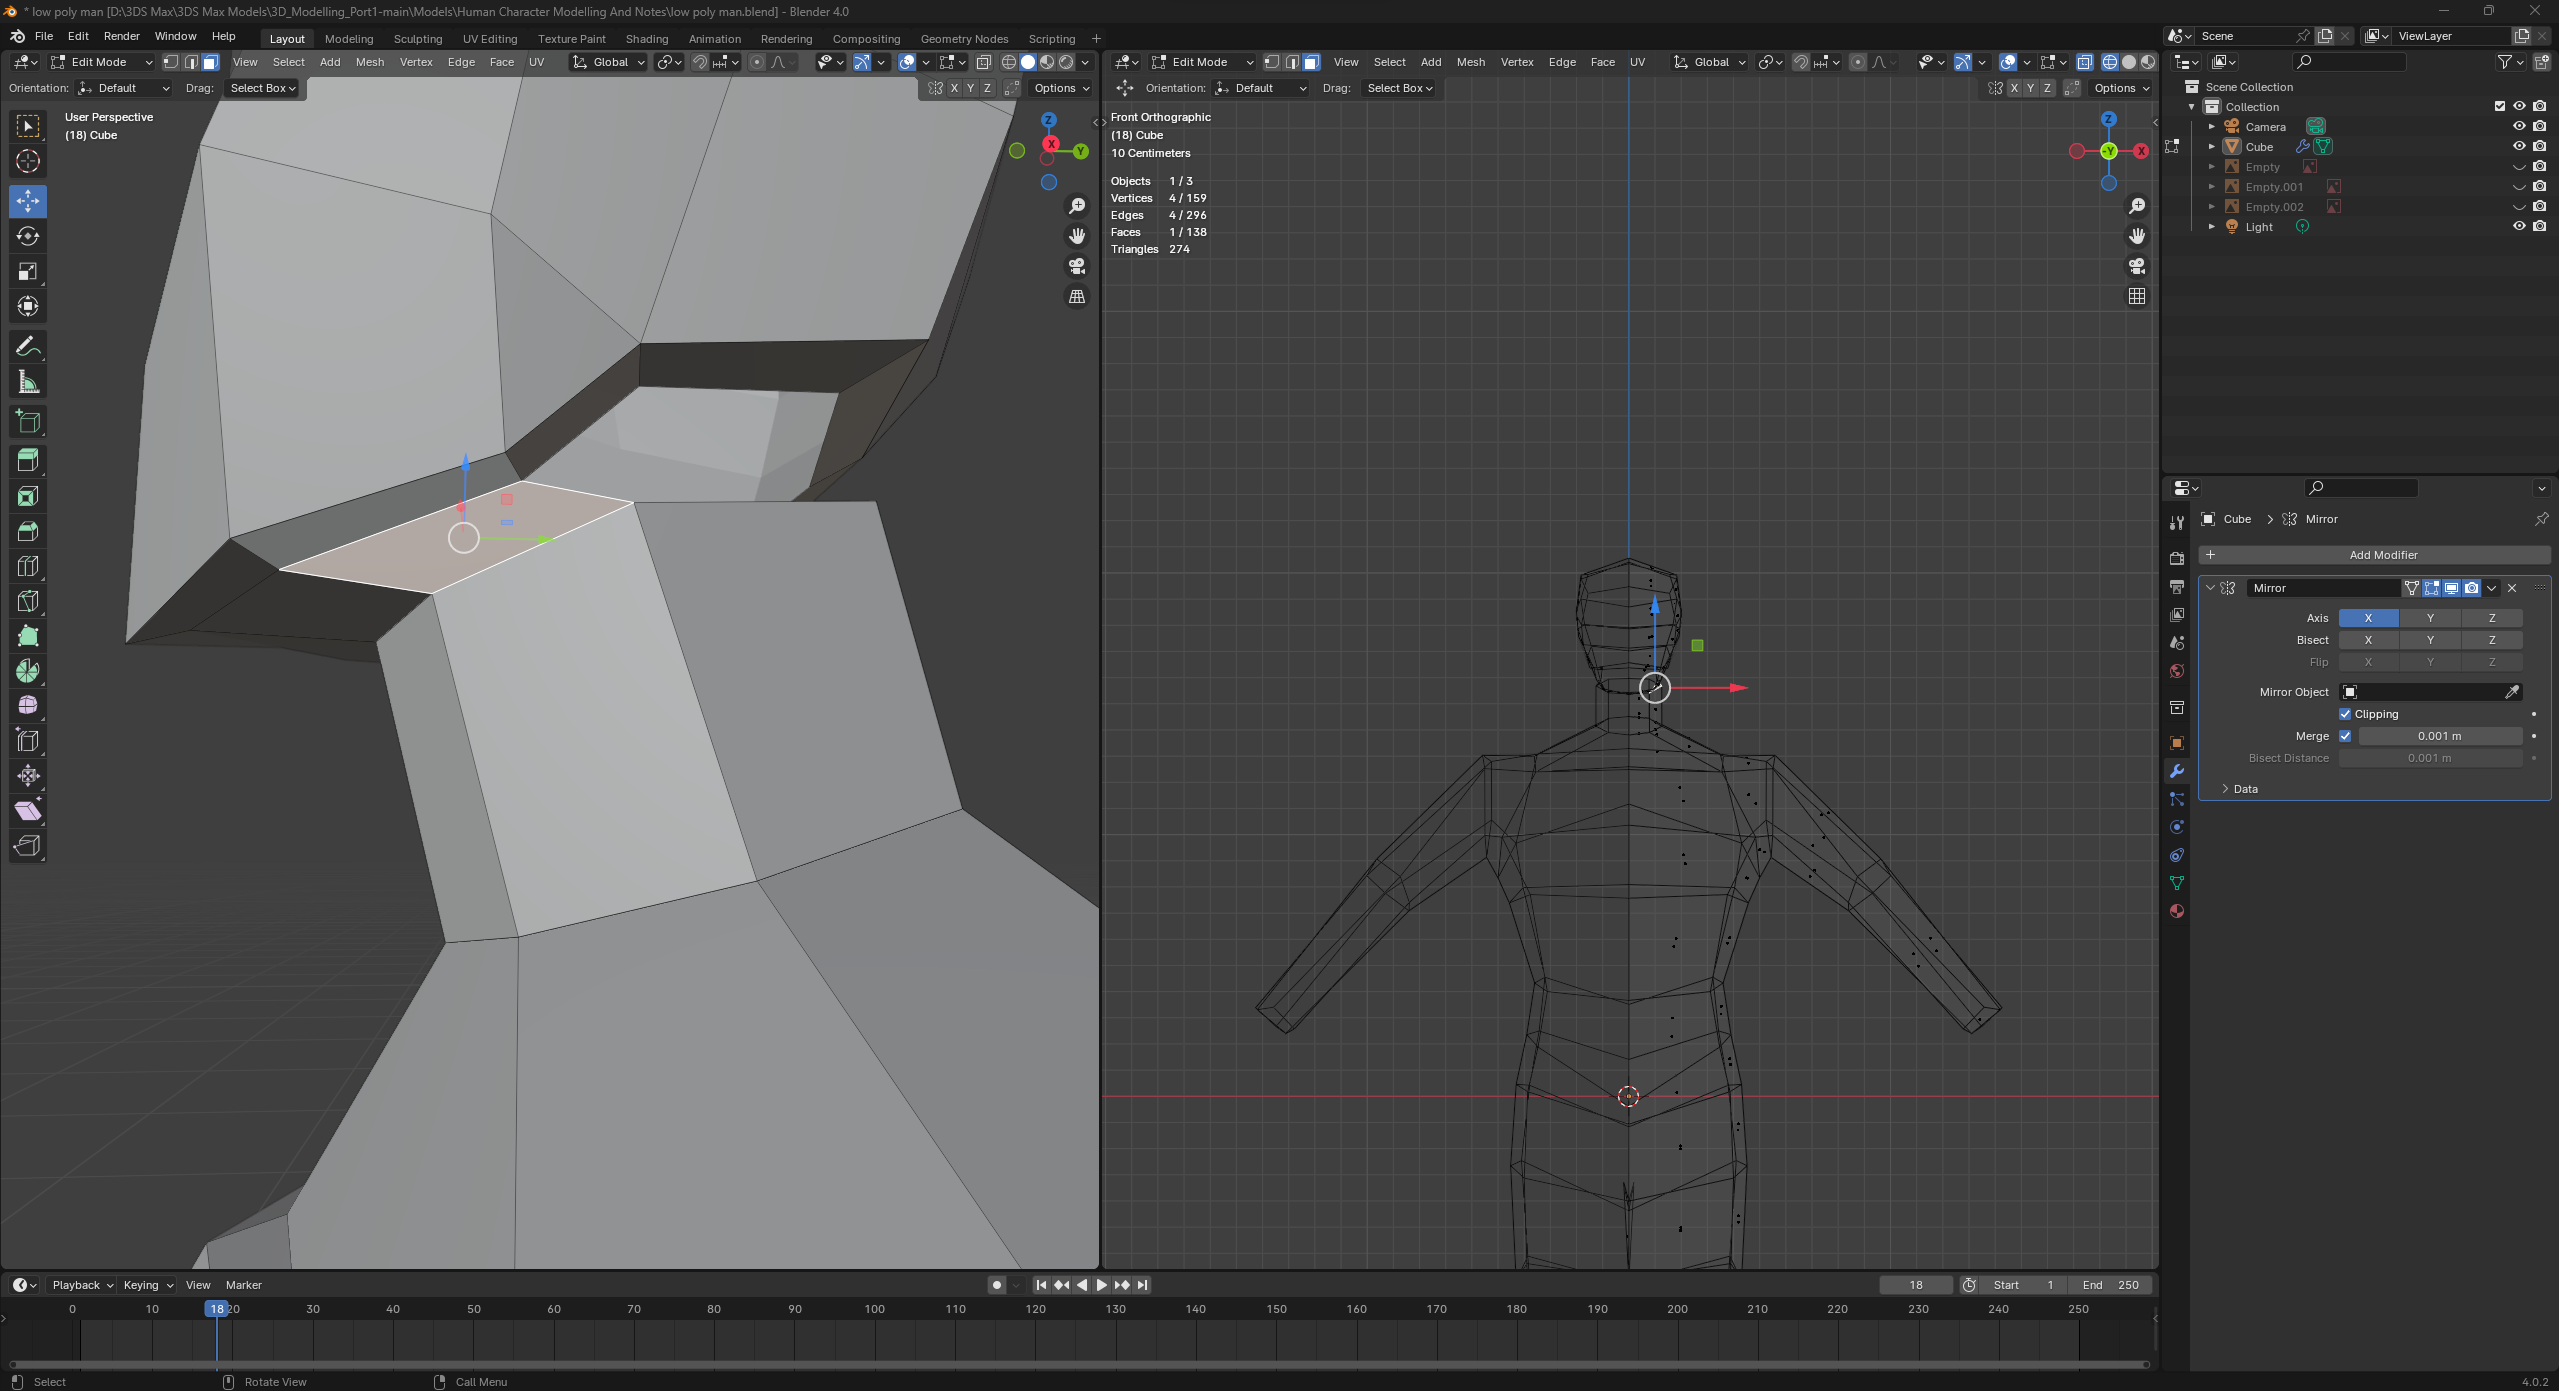 * low poly man [D:\3DS Max\3DS Max Models\3D_Modelling_Port1-main\Models\Human Character Modelling And Notes\low poly man.blend] - Blender 4.0
File Edit Render Window Help Layout Modeling Sculpting UV Editing Texture Paint Shading Animation Rendering Compositing Geometry Nodes Scripting + Scene ViewLayer
Edit Mode View Select Add Mesh Vertex Edge Face UV Global
Edit Mode View Select Add Mesh Vertex Edge Face UV Global
Orientation: Default Drag: Select Box X Y Z Options
Orientation: Default Drag: Select Box X Y Z Options
User Perspective
(18) Cube
Z
X
Y
Front Orthographic
(18) Cube
10 Centimeters
Objects 1 / 3
Vertices 4 / 159
Edges 4 / 296
Faces 1 / 138
Triangles 274
Z
-Y
X
Scene Collection
Collection
Camera
Cube
Empty
Empty.001
Empty.002
Light
Cube > Mirror
+ Add Modifier
Mirror
Axis X Y Z
Bisect X Y Z
Flip X Y Z
Mirror Object
Clipping
Merge 0.001 m
Bisect Distance 0.001 m
Data
Playback Keying View Marker 18 Start 1 End 250
0 10 18 20 30 40 50 60 70 80 90 100 110 120 130 140 150 160 170 180 190 200 210 220 230 240 250
Select Rotate View Call Menu 4.0.2